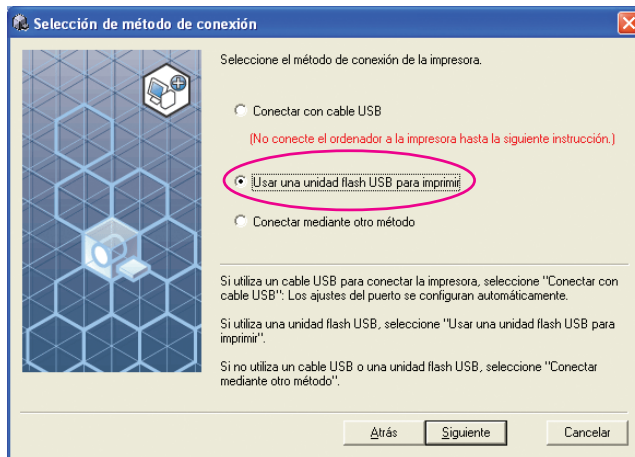 Selección de método de conexión
Seleccione el método de conexión de la impresora.
Conectar con cable USB
(No conecte el ordenador a la impresora hasta la siguiente instrucción.)
Usar una unidad flash USB para imprimir
Conectar mediante otro método
Si utiliza un cable USB para conectar la impresora, seleccione "Conectar con
cable USB": Los ajustes del puerto se configuran automáticamente.
Si utiliza una unidad flash USB, seleccione "Usar una unidad flash USB para
imprimir".
Si no utiliza un cable USB o una unidad flash USB, seleccione "Conectar
mediante otro método".
Atrás Siguiente Cancelar